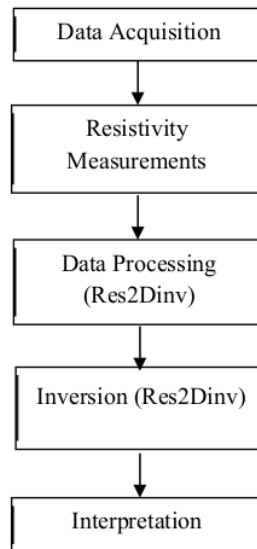 Data Acquisition
Resistivity
Measurements
Data Processing
(Res2Dinv)
Inversion (Res2Dinv)
Interpretation